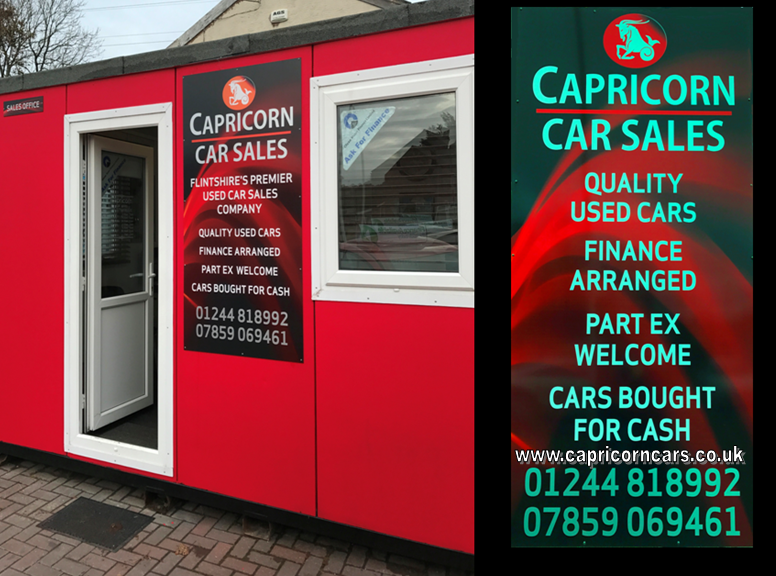 SALES OFFICE
CAPRICORN
CAR SALES
FLINTSHIRE'S PREMIER
USED CAR SALES
COMPANY
QUALITY USED CARS
FINANCE ARRANGED
PART EX WELCOME
CARS BOUGHT FOR CASH
01244 818992
07859 069461
Ask For Finance
CAPRICORN
CAR SALES
QUALITY
USED CARS
FINANCE
ARRANGED
PART EX
WELCOME
CARS BOUGHT
FOR CASH
www.capricorncars.co.uk
01244 818992
07859 069461